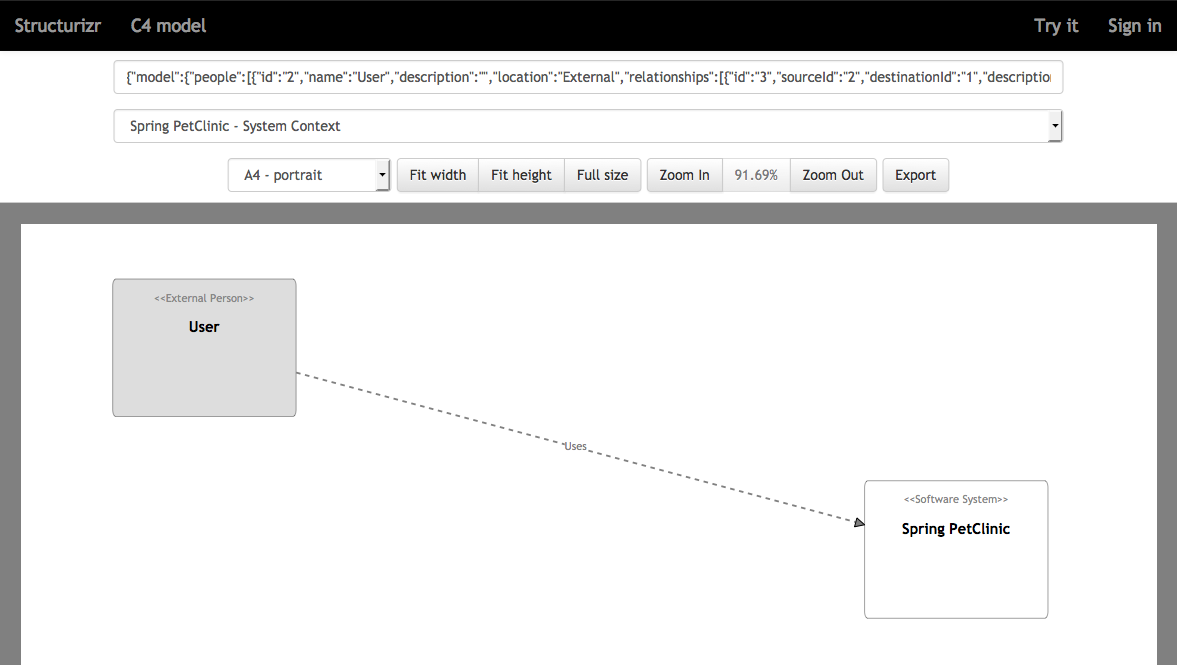 Structurizr C4 model Try it Sign in
{"model":{"people":[{"id":"2","name":"User","description":"","location":"External","relationships":[{"id":"3","sourceId":"2","destinationId":"1","descriptio
Spring PetClinic - System Context
A4 - portrait Fit width Fit height Full size Zoom In 91.69% Zoom Out Export
<<External Person>>
User
Uses
<<Software System>>
Spring PetClinic